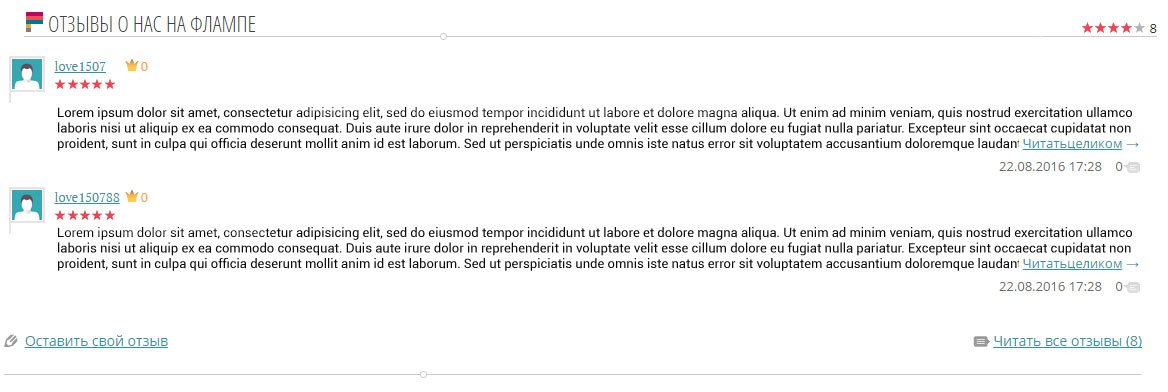 ОТЗЫВЫ О НАС НА ФЛАМПЕ
8
love1507 0
Lorem ipsum dolor sit amet, consectetur adipisicing elit, sed do eiusmod tempor incididunt ut labore et dolore magna aliqua. Ut enim ad minim veniam, quis nostrud exercitation ullamco
laboris nisi ut aliquip ex ea commodo consequat. Duis aute irure dolor in reprehenderit in voluptate velit esse cillum dolore eu fugiat nulla pariatur. Excepteur sint occaecat cupidatat non
proident, sunt in culpa qui officia deserunt mollit anim id est laborum. Sed ut perspiciatis unde omnis iste natus error sit voluptatem accusantium doloremque laudant Читатьцеликом →
22.08.2016 17:28 0
love150788 0
Lorem ipsum dolor sit amet, consectetur adipisicing elit, sed do eiusmod tempor incididunt ut labore et dolore magna aliqua. Ut enim ad minim veniam, quis nostrud exercitation ullamco
laboris nisi ut aliquip ex ea commodo consequat. Duis aute irure dolor in reprehenderit in voluptate velit esse cillum dolore eu fugiat nulla pariatur. Excepteur sint occaecat cupidatat non
proident, sunt in culpa qui officia deserunt mollit anim id est laborum. Sed ut perspiciatis unde omnis iste natus error sit voluptatem accusantium doloremque laudant Читатьцеликом →
22.08.2016 17:28 0
Оставить свой отзыв
Читать все отзывы (8)